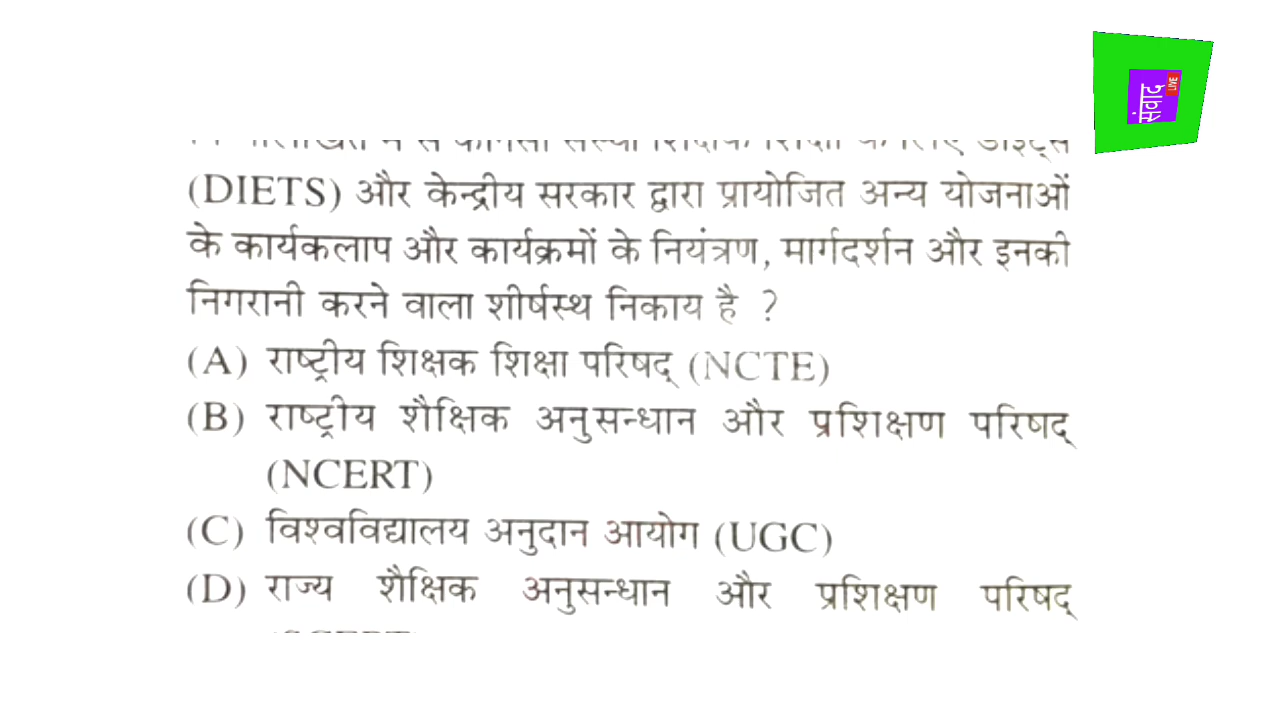 (DIETS) और केन्द्रीय सरकार द्वारा प्रायोजित अन्य योजनाओं
के कार्यकलाप और कार्यक्रमों के नियंत्रण, मार्गदर्शन और इनकी
निगरानी करने वाला शीर्षस्थ निकाय है ?
(A) राष्ट्रीय शिक्षक शिक्षा परिषद् (NCTE)
(B) राष्ट्रीय शैक्षिक अनुसन्धान और प्रशिक्षण परिषद्
(NCERT)
(C) विश्वविद्यालय अनुदान आयोग (UGC)
(D) राज्य शैक्षिक अनुसन्धान और प्रशिक्षण परिषद्
संवाद
LIVE